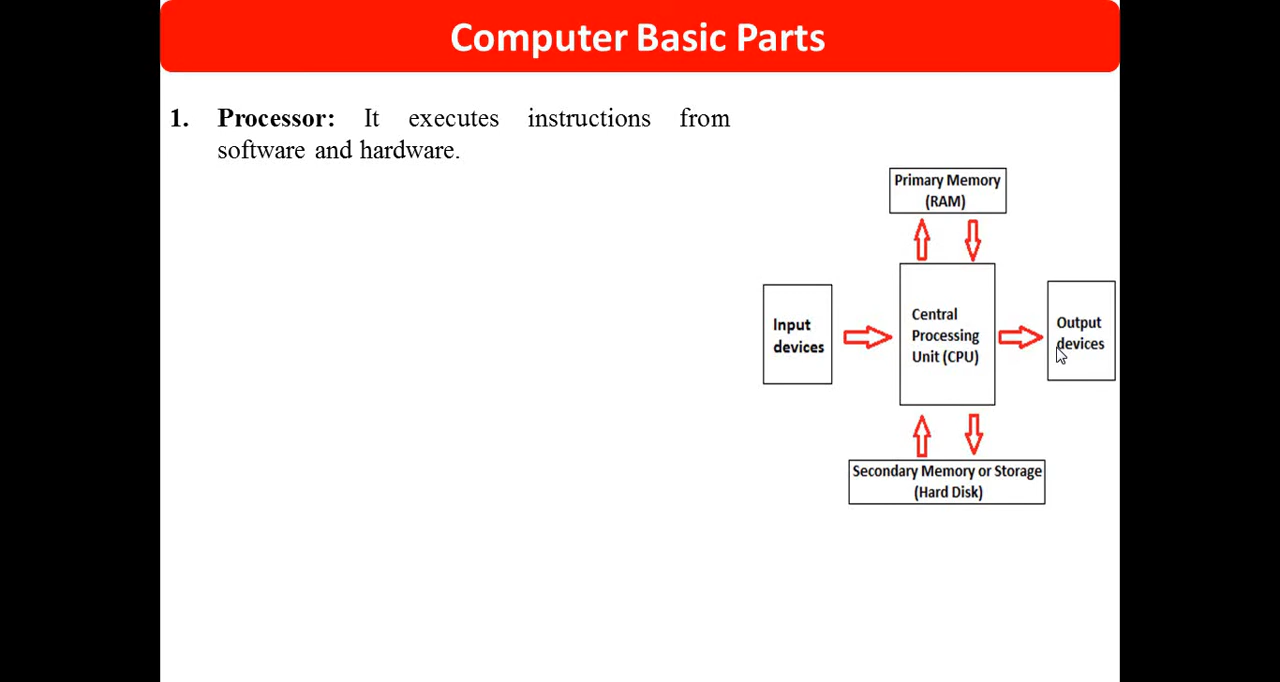 Computer Basic Parts
1. Processor: It executes instructions from
software and hardware.
Primary Memory
(RAM)
Input
devices
Central
Processing
Unit (CPU)
Output
devices
Secondary Memory or Storage
(Hard Disk)